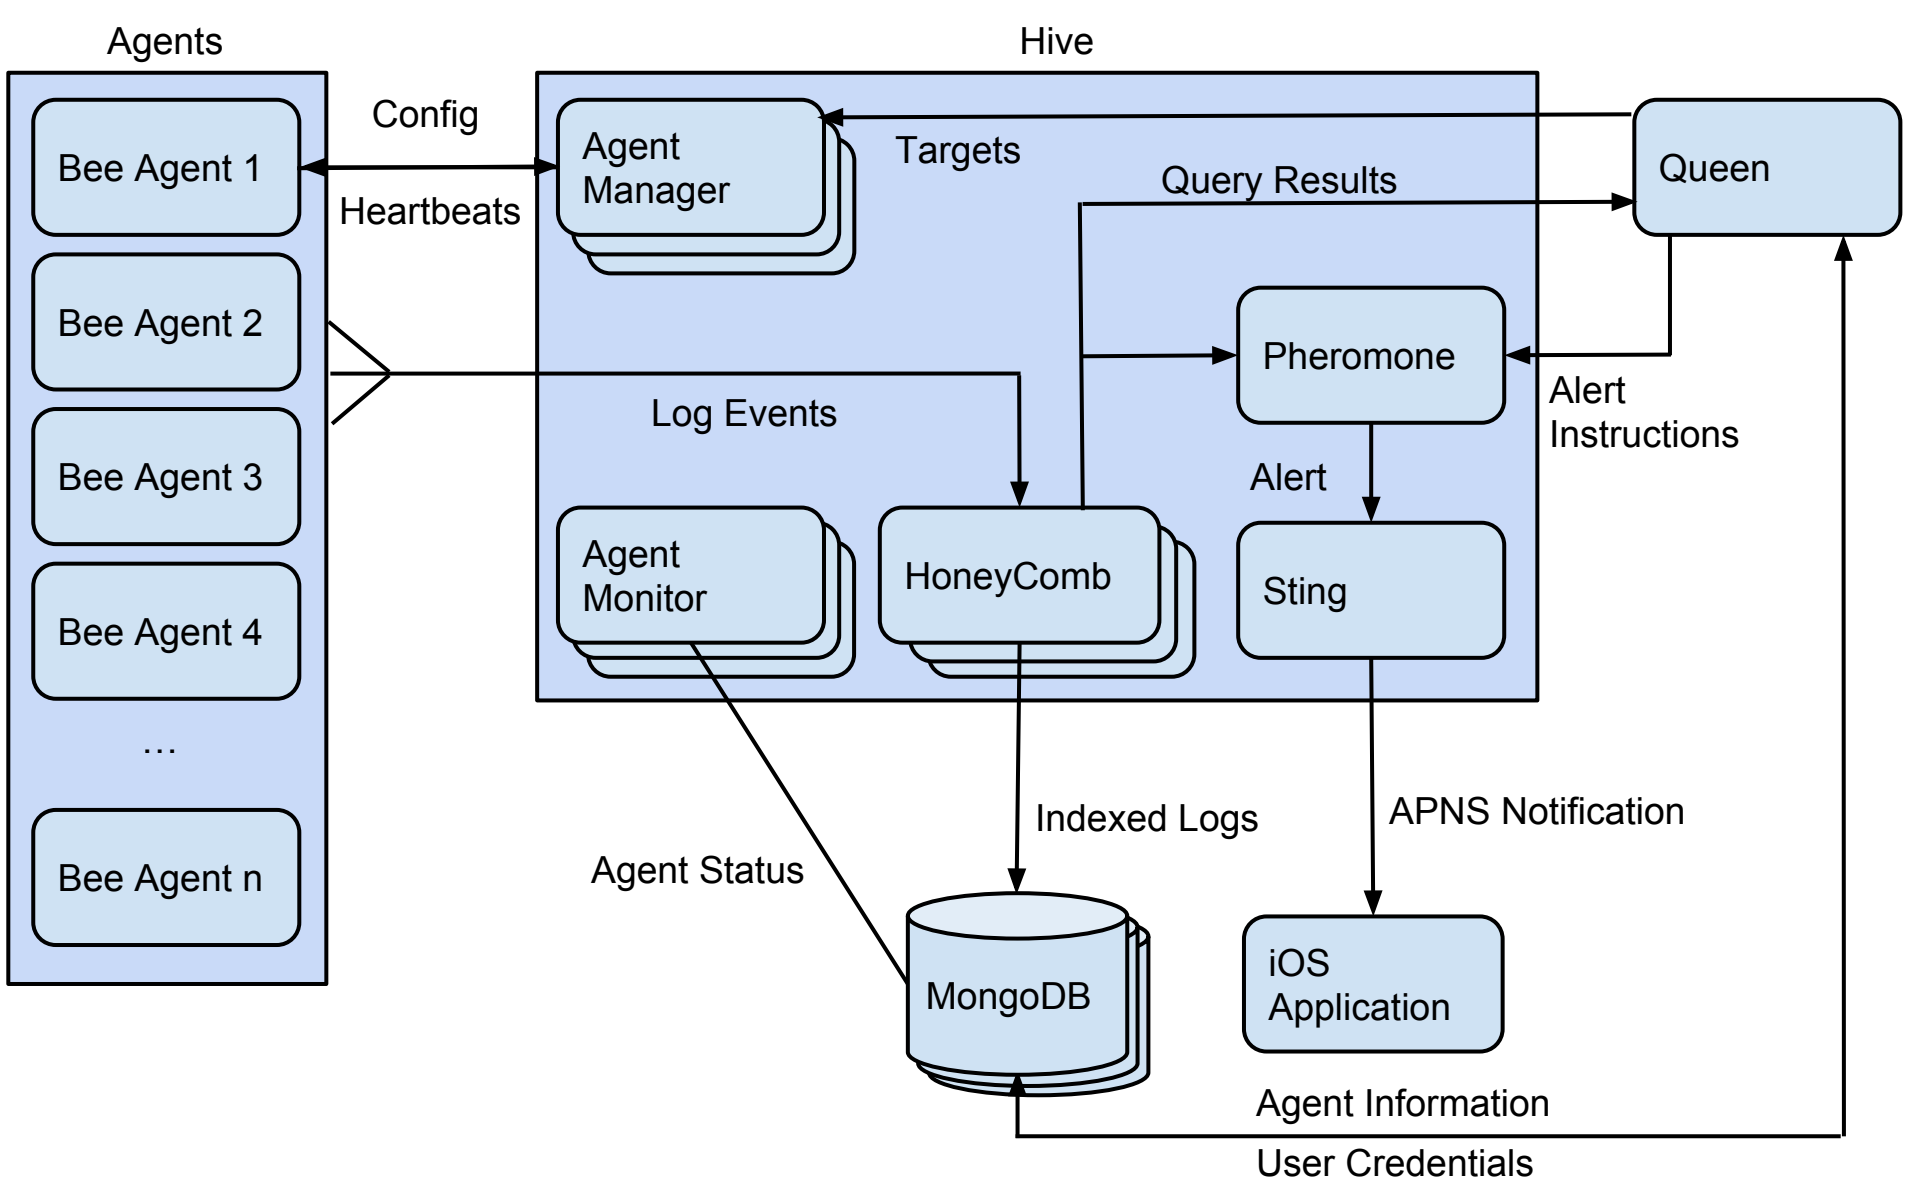 Agents
Hive
Bee Agent 1
Bee Agent 2
Bee Agent 3
Bee Agent 4
...
Bee Agent n
Config
Heartbeats
Agent
Manager
Targets
Query Results
Queen
Pheromone
Alert
Instructions
Log Events
Alert
Agent
Monitor
HoneyComb
Sting
Indexed Logs
APNS Notification
Agent Status
MongoDB
iOS
Application
Agent Information
User Credentials